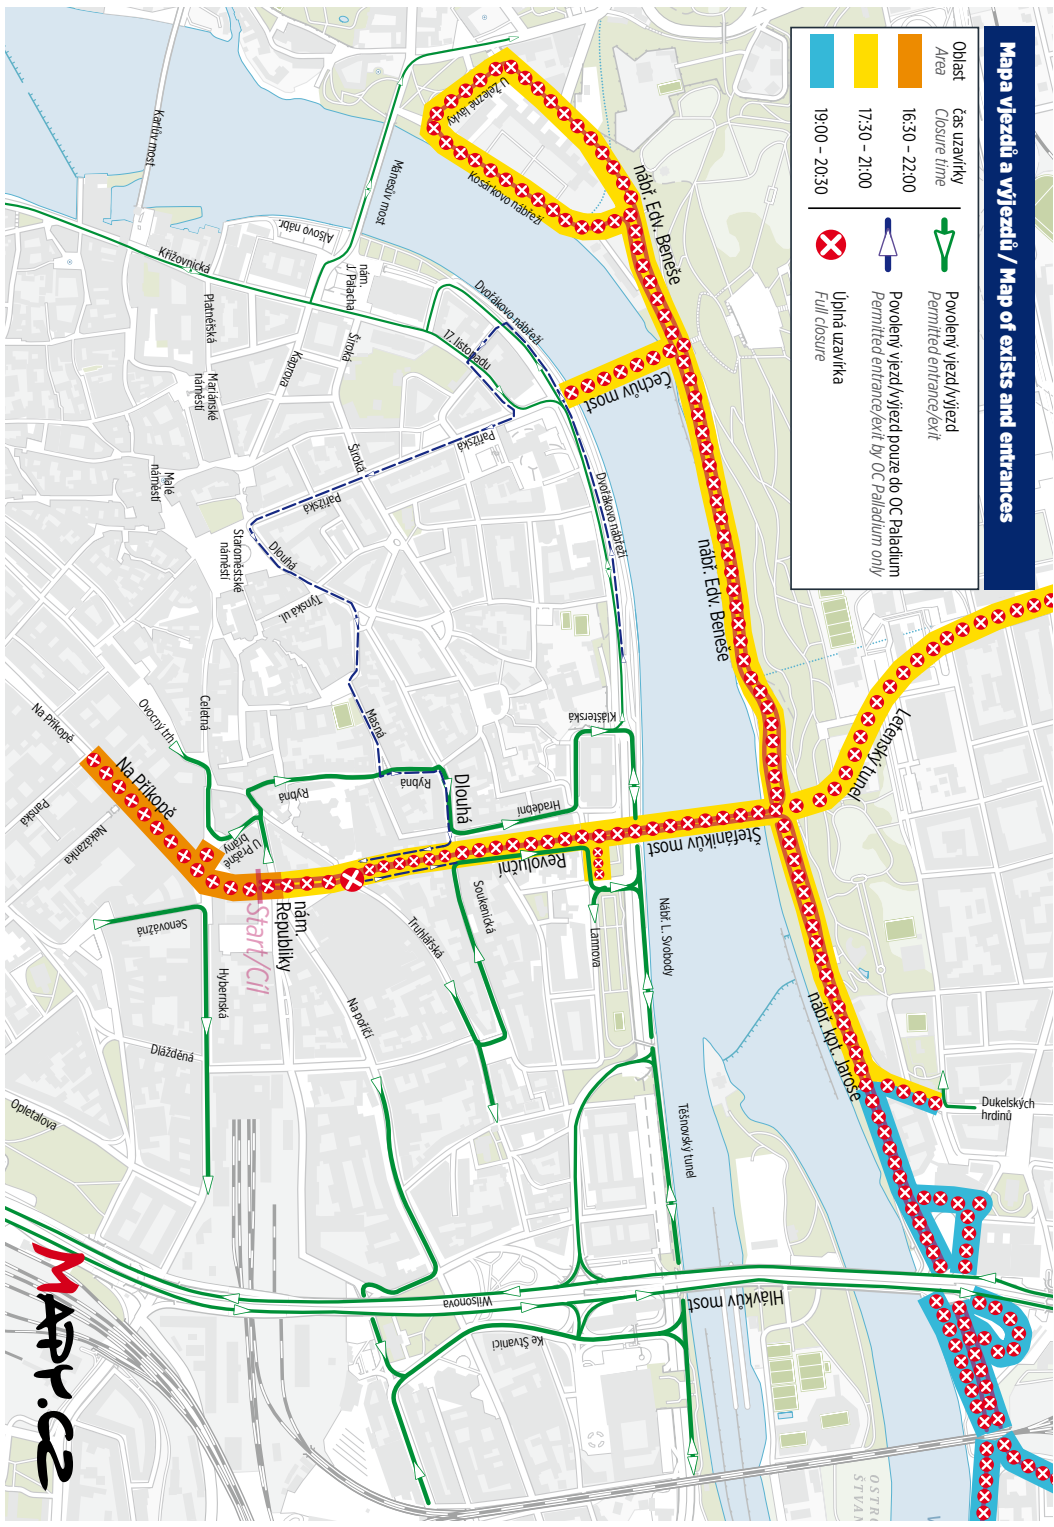 Mapa vjezdů a výjezdů / Map of exists and entrances
Oblast
Area
čas uzavírky
Closure time
16:30 – 22:00
17:30 – 21:00
19:00 – 20:30
Povolený vjezd/výjezd
Permitted entrance/exit
Povolený vjezd/výjezd pouze do OC Paladium
Permitted entrance/exit by OC Palladium only
Úplná uzavírka
Full closure
U Železné lávky
Kosárkovo nábřeží
nábř. Edv. Beneše
Karlův most
Mánesův most
Alšovo nábř.
Křižovnická
nám.
J. Palacha
Dvořákovo nábřeží
17. listopadu
Čechův most
Platnéřská
Široká
Kaprova
Mariánské
náměstí
Pařížská
Široká
Dvořákovo nábřeží
Malé
náměstí
Pařížská
Staroměstské
náměstí
Dlouhá
nábř. Edv. Beneše
Týnská ul.
Letenský tunel
Klášterská
Masná
Celetná
Ovocný trh
Na Příkopě
Na Příkopě
Rybná
Rybná
Dlouhá
Hradební
Panská
Nekázanka
U Prašné
brány
Revoluční
Štefánikův most
nám.
Republiky
Start/Cíl
Soukenická
Truhlářská
Lannova
Nábř. L. Svobody
Senovážná
Hybernská
Na poříčí
Dlážděná
nábř. kpt. Jaroše
Dukelských
hrdinů
Opletalova
Těšnovský tunel
Wilsonova
Hlávkův most
Ke Štvanici
OSTRO
ŠTVAN
V
MAPY.CZ